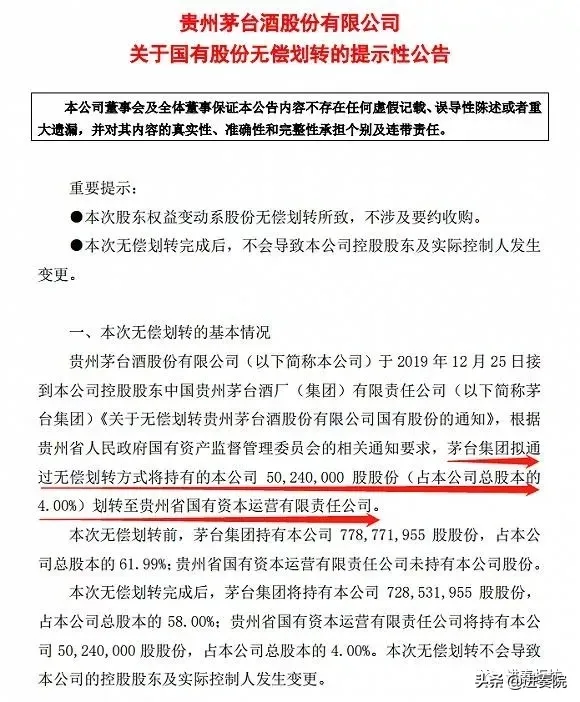 贵州茅台酒股份有限公司
关于国有股份无偿划转的提示性公告
本公司董事会及全体董事保证本公告内容不存在任何虚假记载、误导性陈述或者重
大遗漏，并对其内容的真实性、准确性和完整性承担个别及连带责任。
重要提示：
●本次股东权益变动系股份无偿划转所致，不涉及要约收购。
●本次无偿划转完成后，不会导致本公司控股股东及实际控制人发生
变更。
一、本次无偿划转的基本情况
贵州茅台酒股份有限公司（以下简称本公司）于 2019 年 12 月 25 日接
到本公司控股股东中国贵州茅台酒厂（集团）有限责任公司（以下简称茅
台集团）《关于无偿划转贵州茅台酒股份有限公司国有股份的通知》，根据
贵州省人民政府国有资产监督管理委员会的相关通知要求，茅台集团拟通
过无偿划转方式将持有的本公司 50,240,000 股股份（占本公司总股本的
4.00%）划转至贵州省国有资本运营有限责任公司。
本次无偿划转前，茅台集团持有本公司 778,771,955 股股份，占本公
司总股本的 61.99%；贵州省国有资本运营有限责任公司未持有本公司股份。
本次无偿划转完成后，茅台集团将持有本公司 728,531,955 股股份，
占本公司总股本的 58.00%；贵州省国有资本运营有限责任公司将持有本公
司 50,240,000 股股份，占本公司总股本的 4.00%。本次无偿划转不会导致
本公司的控股股东及实际控制人发生变更。
头条 @进表院